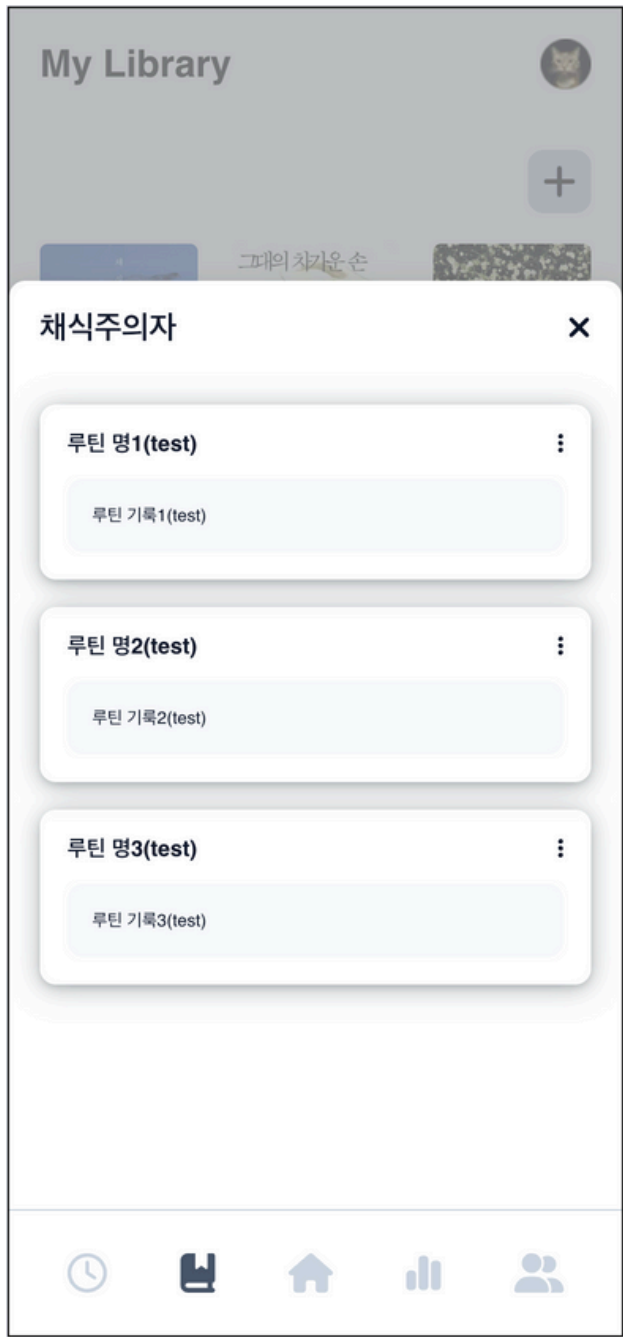 My Library
그대의 차가운 손
채식주의자
루틴 명1(test)
루틴 기록1(test)
루틴 명2(test)
루틴 기록2(test)
루틴 명3(test)
루틴 기록3(test)